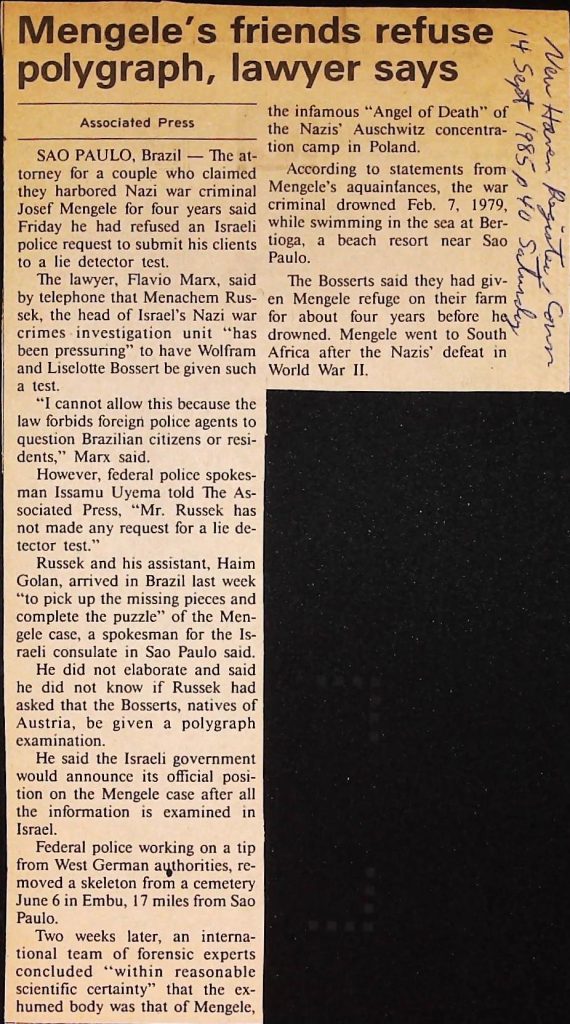 Mengele's friends refuse
polygraph, lawyer says
Associated Press
SAO PAULO, Brazil — The at-
torney for a couple who claimed
they harbored Nazi war criminal
Josef Mengele for four years said
Friday he had refused an Israeli
police request to submit his clients
to a lie detector test.
The lawyer, Flavio Marx, said
by telephone that Menachem Rus-
sek, the head of Israel's Nazi war
crimes investigation unit "has
been pressuring" to have Wolfram
and Liselotte Bossert be given such
a test.
"I cannot allow this because the
law forbids foreign police agents to
question Brazilian citizens or resi-
dents," Marx said.
However, federal police spokes-
man Issamu Uyema told The As-
sociated Press, "Mr. Russek has
not made any request for a lie de-
tector test."
Russek and his assistant, Haim
Golan, arrived in Brazil last week
"to pick up the missing pieces and
complete the puzzle" of the Men-
gele case, a spokesman for the Is-
raeli consulate in Sao Paulo said.
He did not elaborate and said
he did not know if Russek had
asked that the Bosserts, natives of
Austria, be given a polygraph
examination.
He said the Israeli government
would announce its official posi-
tion on the Mengele case after all
the information is examined in
Israel.
Federal police working on a tip
from West German authorities, re-
moved a skeleton from a cemetery
June 6 in Embu, 17 miles from Sao
Paulo.
Two weeks later, an interna-
tional team of forensic experts
concluded "within reasonable
scientific certainty" that the ex-
humed body was that of Mengele,
the infamous "Angel of Death" of
the Nazis' Auschwitz concentra-
tion camp in Poland.
According to statements from
Mengele's aquaintances, the war
criminal drowned Feb. 7, 1979,
while swimming in the sea at Ber-
tioga, a beach resort near Sao
Paulo.
The Bosserts said they had giv-
en Mengele refuge on their farm
for about four years before he
drowned. Mengele went to South
Africa after the Nazis' defeat in
World War II.
New Haven Register, Conn
14 Sept 1985, p 40 Saturday